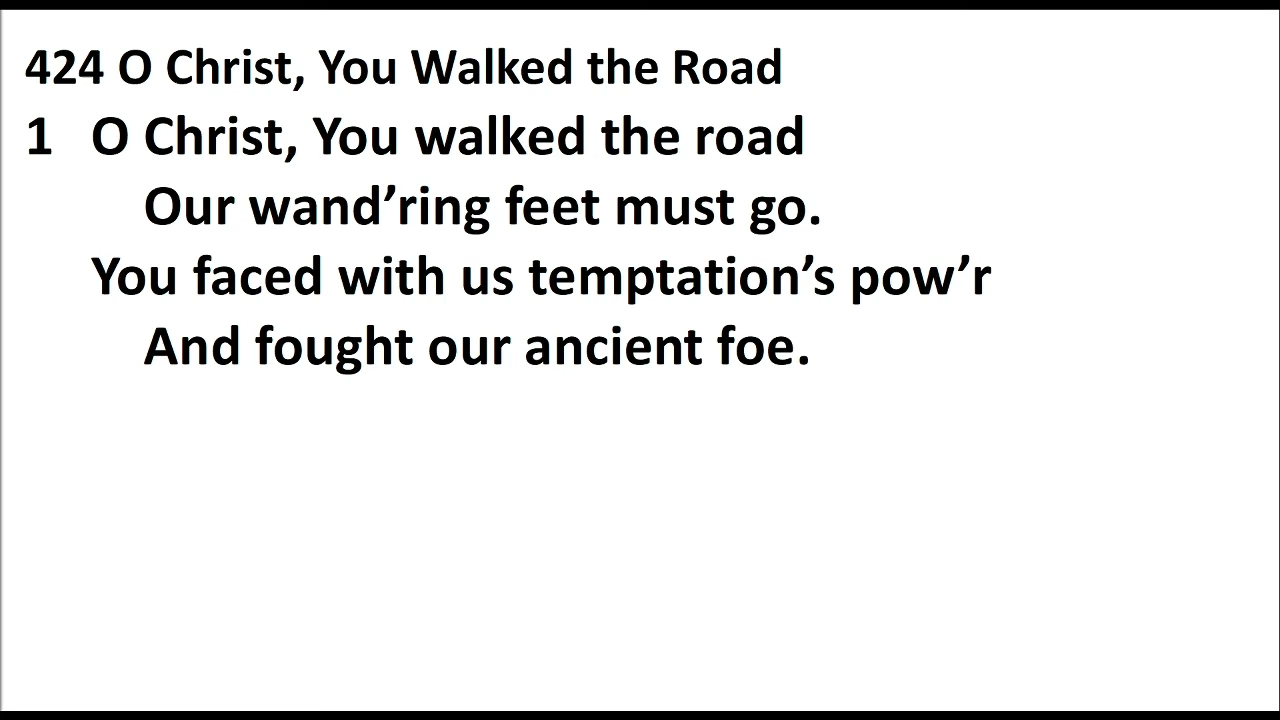 424 O Christ, You Walked the Road
1 O Christ, You walked the road
Our wand’ring feet must go.
You faced with us temptation’s pow’r
And fought our ancient foe.